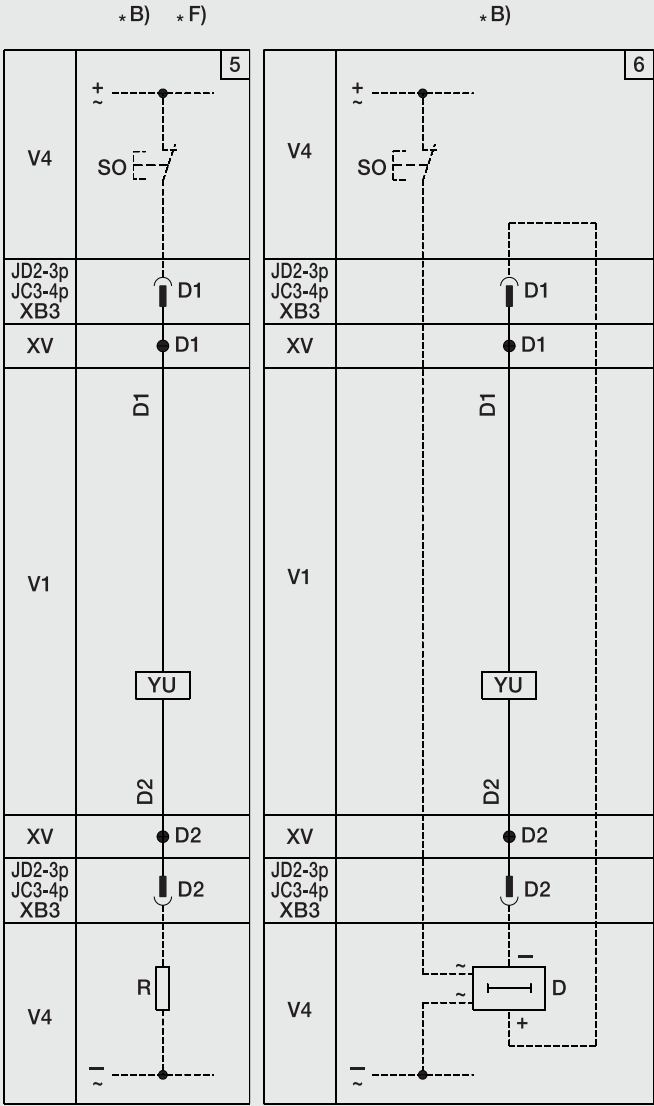 *B) *F)
5
+
~
V4
SO
JD2-3p
JC3-4p
XB3
D1
XV
D1
D1
V1
YU
D2
XV
D2
JD2-3p
JC3-4p
XB3
D2
R
V4
–
~
*B)
6
+
~
V4
SO
JD2-3p
JC3-4p
XB3
D1
XV
D1
D1
V1
YU
D2
XV
D2
JD2-3p
JC3-4p
XB3
D2
–
~
~
D
V4
+
–
~